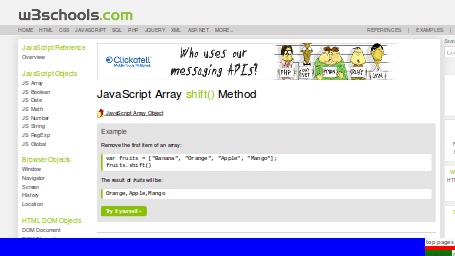 w3schools.com
HOME HTML CSS JAVASCRIPT SQL PHP JQUERY XML ASP.NET MORE...
REFERENCES | EXAMPLES |
JavaScript Reference
Overview
JavaScript Objects
JS Array
JS Boolean
JS Date
JS Math
JS Number
JS String
JS RegExp
JS Global
Browser Objects
Window
Navigator
Screen
History
Location
HTML DOM Objects
DOM Document
Clickatell
Who uses our
messaging APIs?
PHP
JavaScript Array shift() Method
JavaScript Array Object
Example
Remove the first item of an array:
var fruits = ["Banana", "Orange", "Apple", "Mango"];
fruits.shift()
The result of fruits will be:
Orange,Apple,Mango
Try it yourself »
top pages